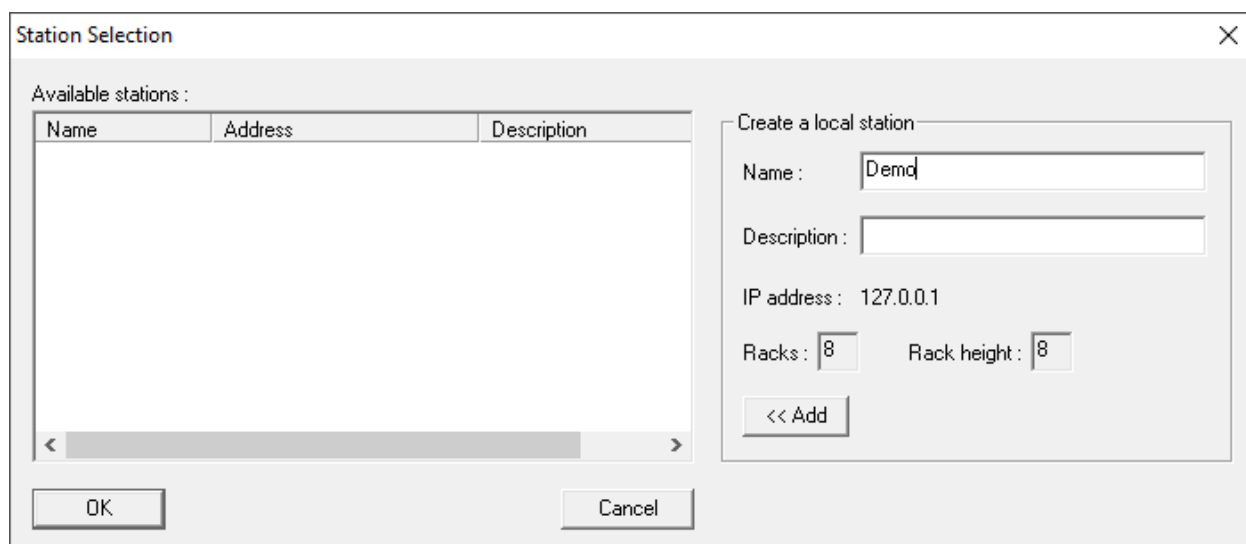 Station Selection
Available stations :
Name Address Description
Create a local station
Name : Demo
Description :
IP address : 127.0.0.1
Racks : 8 Rack height : 8
<< Add
OK Cancel